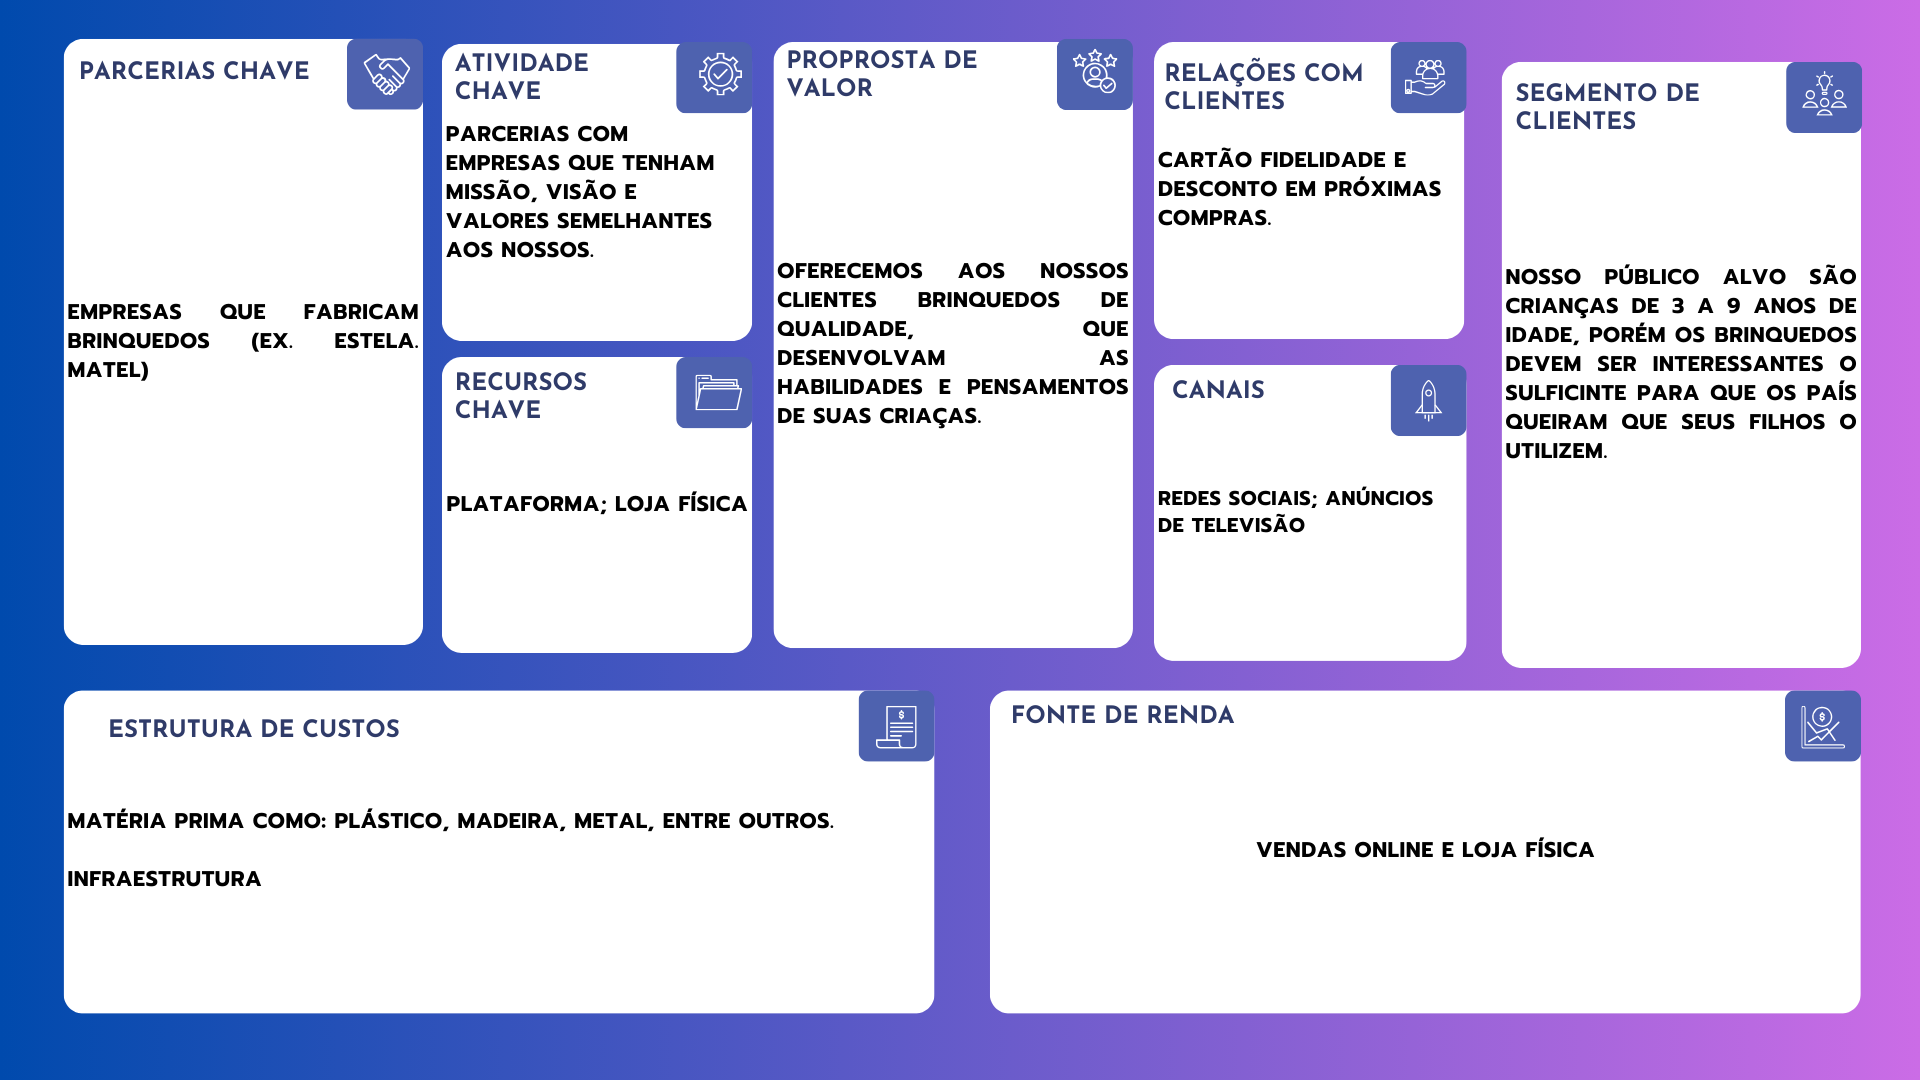 PARCERIAS CHAVE
EMPRESAS QUE FABRICAM
BRINQUEDOS (EX. ESTELA.
MATEL)
ATIVIDADE
CHAVE
PARCERIAS COM
EMPRESAS QUE TENHAM
MISSÃO, VISÃO E
VALORES SEMELHANTES
AOS NOSSOS.
RECURSOS
CHAVE
PLATAFORMA; LOJA FÍSICA
PROPROSTA DE
VALOR
OFERECEMOS AOS NOSSOS
CLIENTES BRINQUEDOS DE
QUALIDADE, QUE
DESENVOLVAM AS
HABILIDADES E PENSAMENTOS
DE SUAS CRIAÇAS.
RELAÇÕES COM
CLIENTES
CARTÃO FIDELIDADE E
DESCONTO EM PRÓXIMAS
COMPRAS.
CANAIS
REDES SOCIAIS; ANÚNCIOS
DE TELEVISÃO
SEGMENTO DE
CLIENTES
NOSSO PÚBLICO ALVO SÃO
CRIANÇAS DE 3 A 9 ANOS DE
IDADE, PORÉM OS BRINQUEDOS
DEVEM SER INTERESSANTES O
SULFICINTE PARA QUE OS PAÍS
QUEIRAM QUE SEUS FILHOS O
UTILIZEM.
ESTRUTURA DE CUSTOS
MATÉRIA PRIMA COMO: PLÁSTICO, MADEIRA, METAL, ENTRE OUTROS.
INFRAESTRUTURA
FONTE DE RENDA
VENDAS ONLINE E LOJA FÍSICA